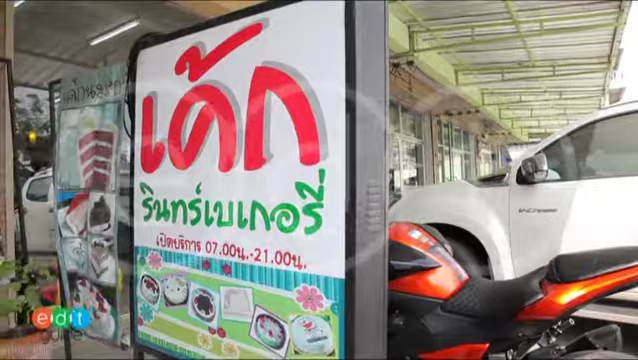 เค้ก
รินทร์เบเกอรี่
เปิดบริการ 07.00น.-21.00น.
edit